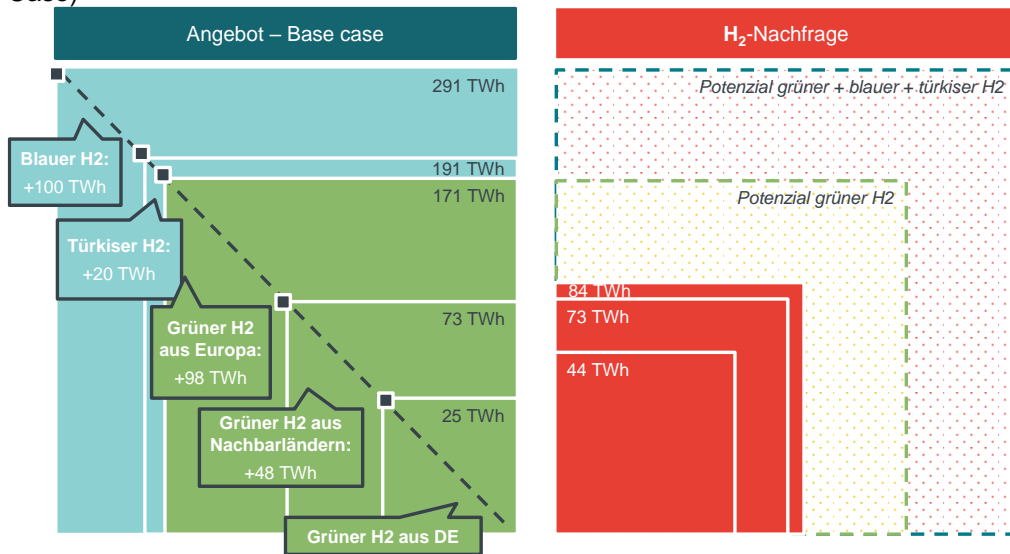 Angebot – Base case
291 TWh
Blauer H2:
+100 TWh
191 TWh
171 TWh
Türkiser H2:
+20 TWh
Grüner H2
aus Europa:
+98 TWh
73 TWh
Grüner H2 aus
Nachbarländern:
+48 TWh
25 TWh
Grüner H2 aus DE
H₂-Nachfrage
Potenzial grüner + blauer + türkiser H2
Potenzial grüner H2
84 TWh
73 TWh
44 TWh